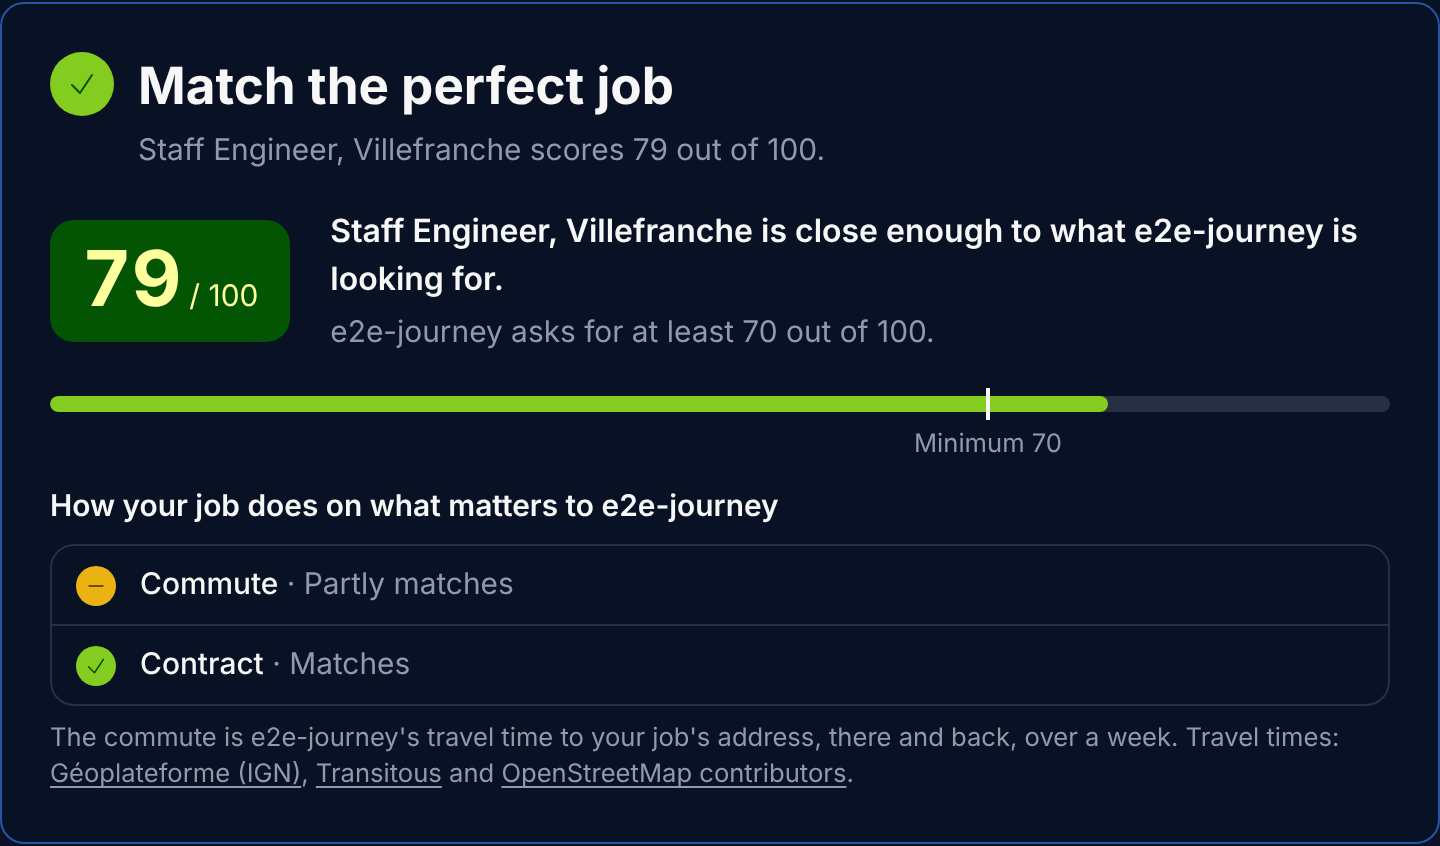 Match the perfect job
Staff Engineer, Villefranche scores 79 out of 100.
79 / 100
Staff Engineer, Villefranche is close enough to what e2e-journey is
looking for.
e2e-journey asks for at least 70 out of 100.
Minimum 70
How your job does on what matters to e2e-journey
Commute · Partly matches
Contract · Matches
The commute is e2e-journey's travel time to your job's address, there and back, over a week. Travel times:
Géoplateforme (IGN), Transitous and OpenStreetMap contributors.